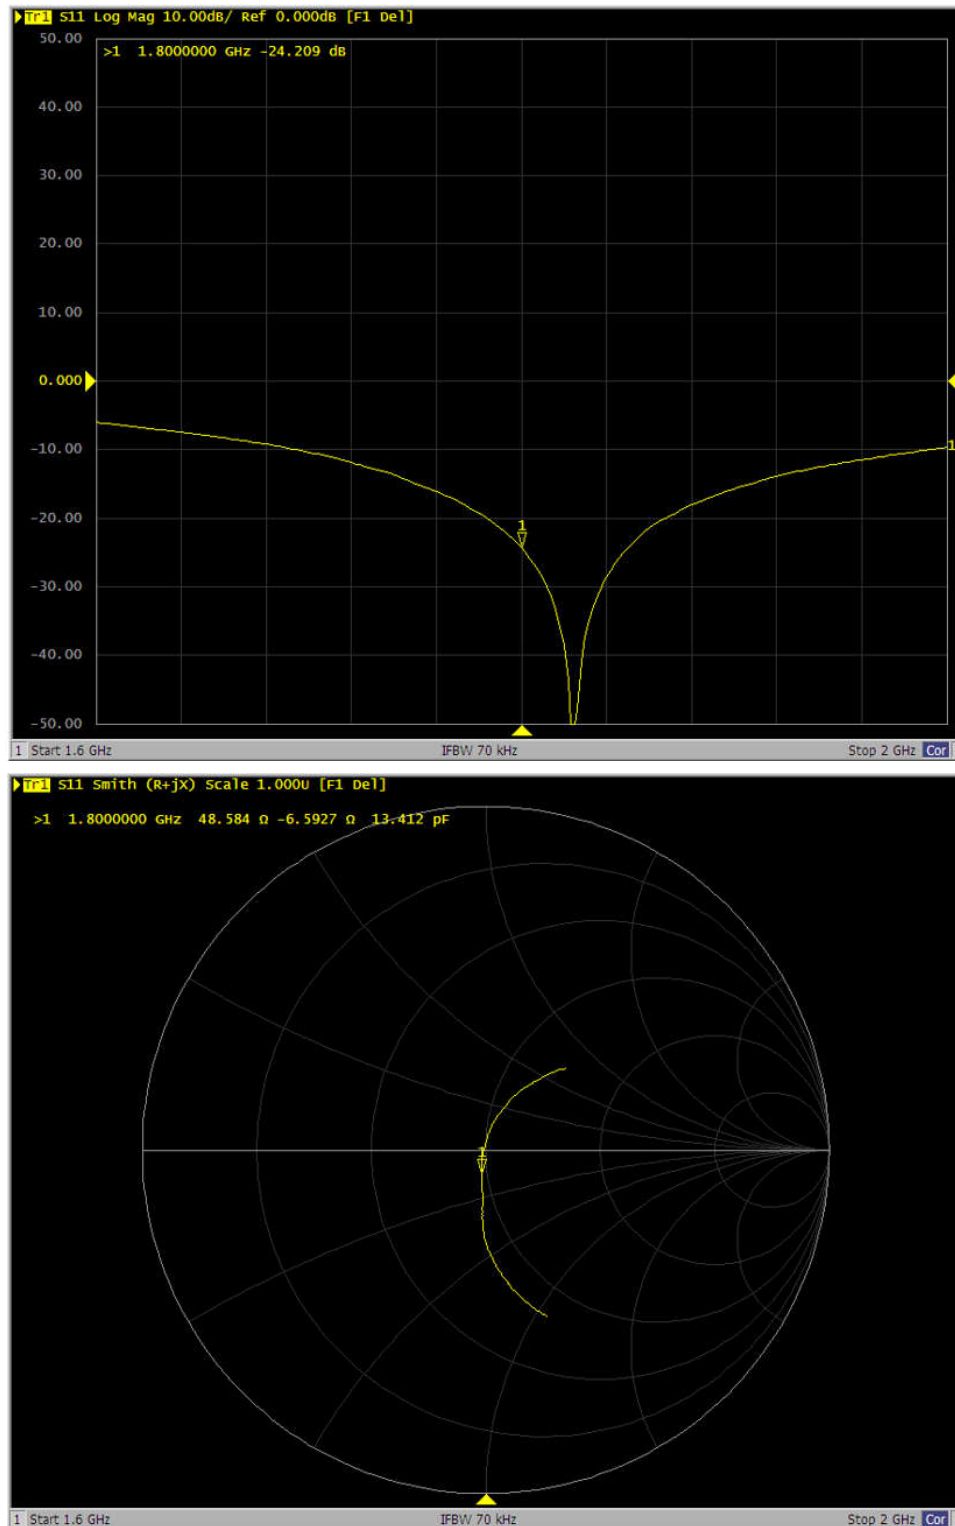 Tr1 S11 Log Mag 10.00dB/ Ref 0.000dB [F1 Del]
50.00
>1 1.8000000 GHz -24.209 dB
40.00
30.00
20.00
10.00
0.000
-10.00
1
-20.00
1
-30.00
-40.00
-50.00
1 Start 1.6 GHz IFBW 70 kHz Stop 2 GHz Cor
Tr1 S11 Smith (R+jX) Scale 1.000U [F1 Del]
>1 1.8000000 GHz 48.584 Ω -6.5927 Ω 13.412 pF
1
1 Start 1.6 GHz IFBW 70 kHz Stop 2 GHz Cor